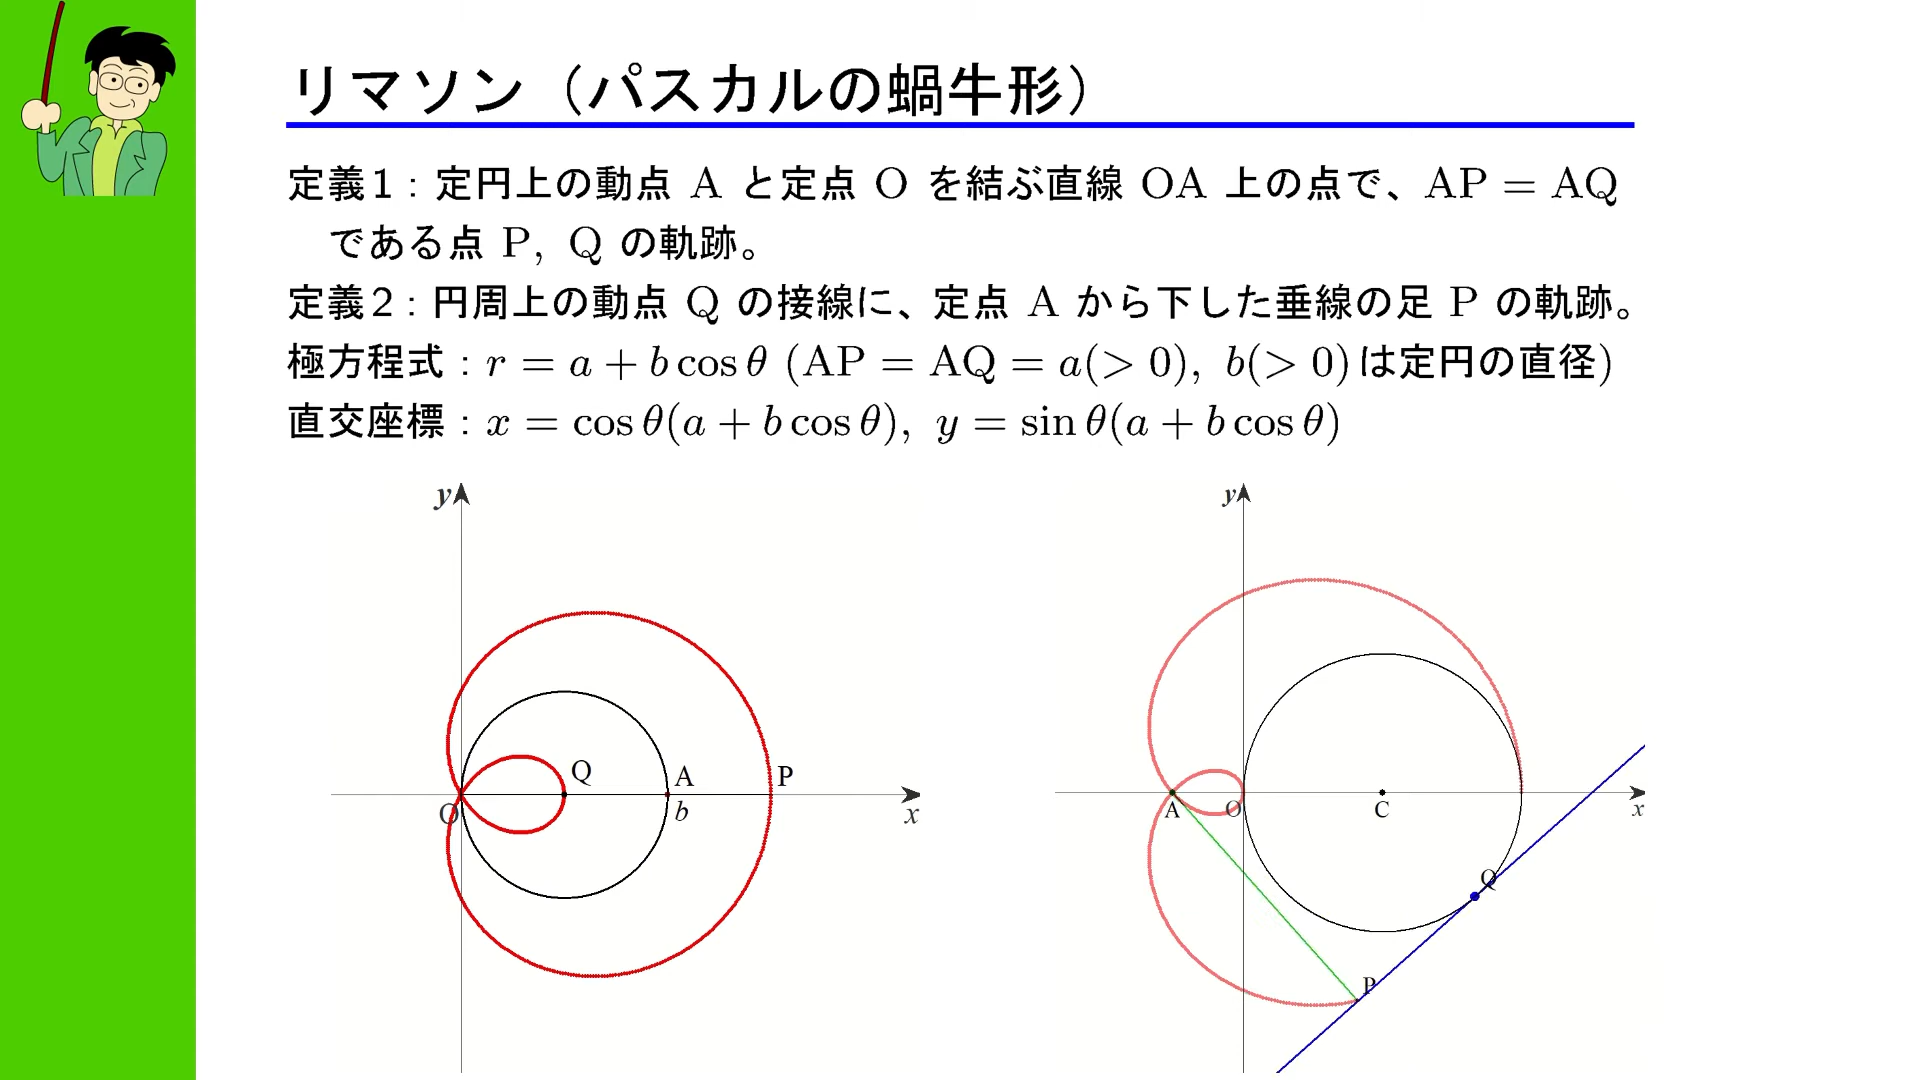 リマソン（パスカルの蝸牛形）
定義1：定円上の動点 A と定点 O を結ぶ直線 OA 上の点で、AP = AQ
である点 P, Q の軌跡。
定義2：円周上の動点 Q の接線に、定点 A から下した垂線の足 P の軌跡。
極方程式：r = a + b cos θ (AP = AQ = a(> 0), b(> 0)は定円の直径)
直交座標：x = cos θ(a + b cos θ), y = sin θ(a + b cos θ)
y
Q
A
P
O
b
x
y
A
O
C
x
Q
P